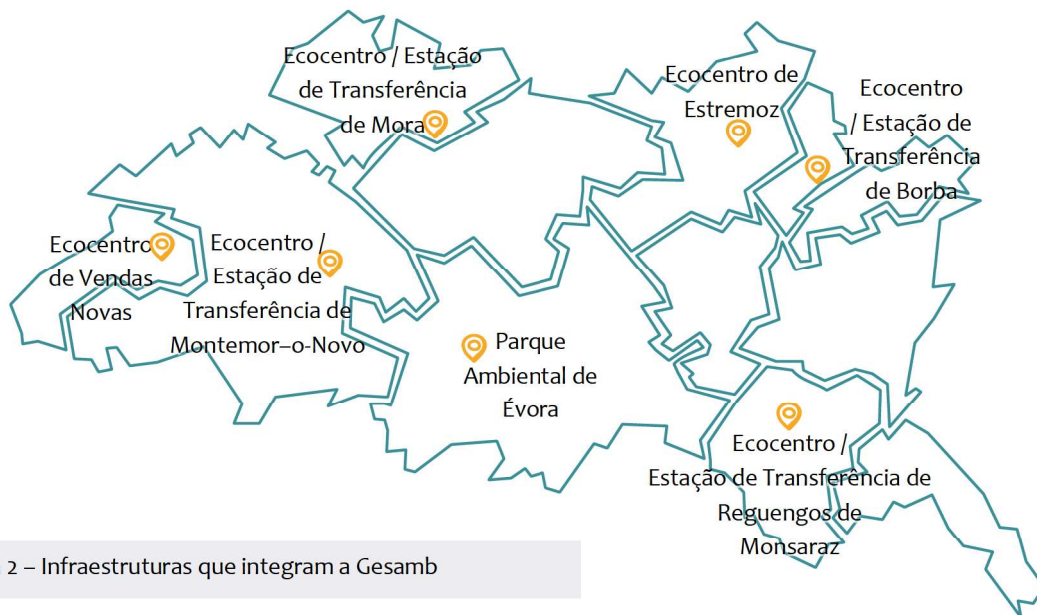 Ecocentro / Estação
de Transferência
de Mora
Ecocentro de
Estremoz
Ecocentro
/ Estação de
Transferência
de Borba
Ecocentro
de Vendas
Novas
Ecocentro /
Estação de
Transferência de
Montemor–o-Novo
Parque
Ambiental de
Évora
Ecocentro /
Estação de Transferência de
Reguengos de
Monsaraz
2 – Infraestruturas que integram a Gesamb